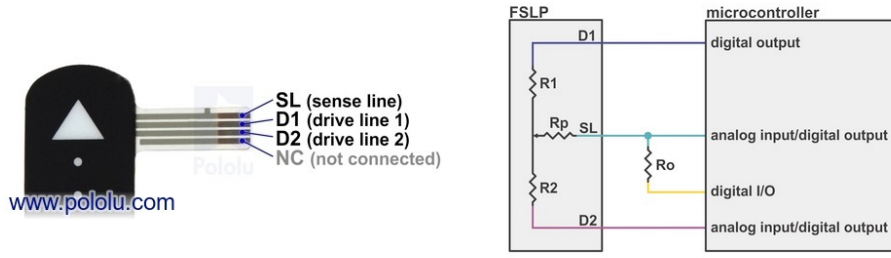 SL (sense line)
D1 (drive line 1)
D2 (drive line 2)
NC (not connected)
Pololu
www.pololu.com
FSLP
microcontroller
D1
digital output
R1
Rp
SL
analog input/digital output
Ro
digital I/O
R2
D2
analog input/digital output